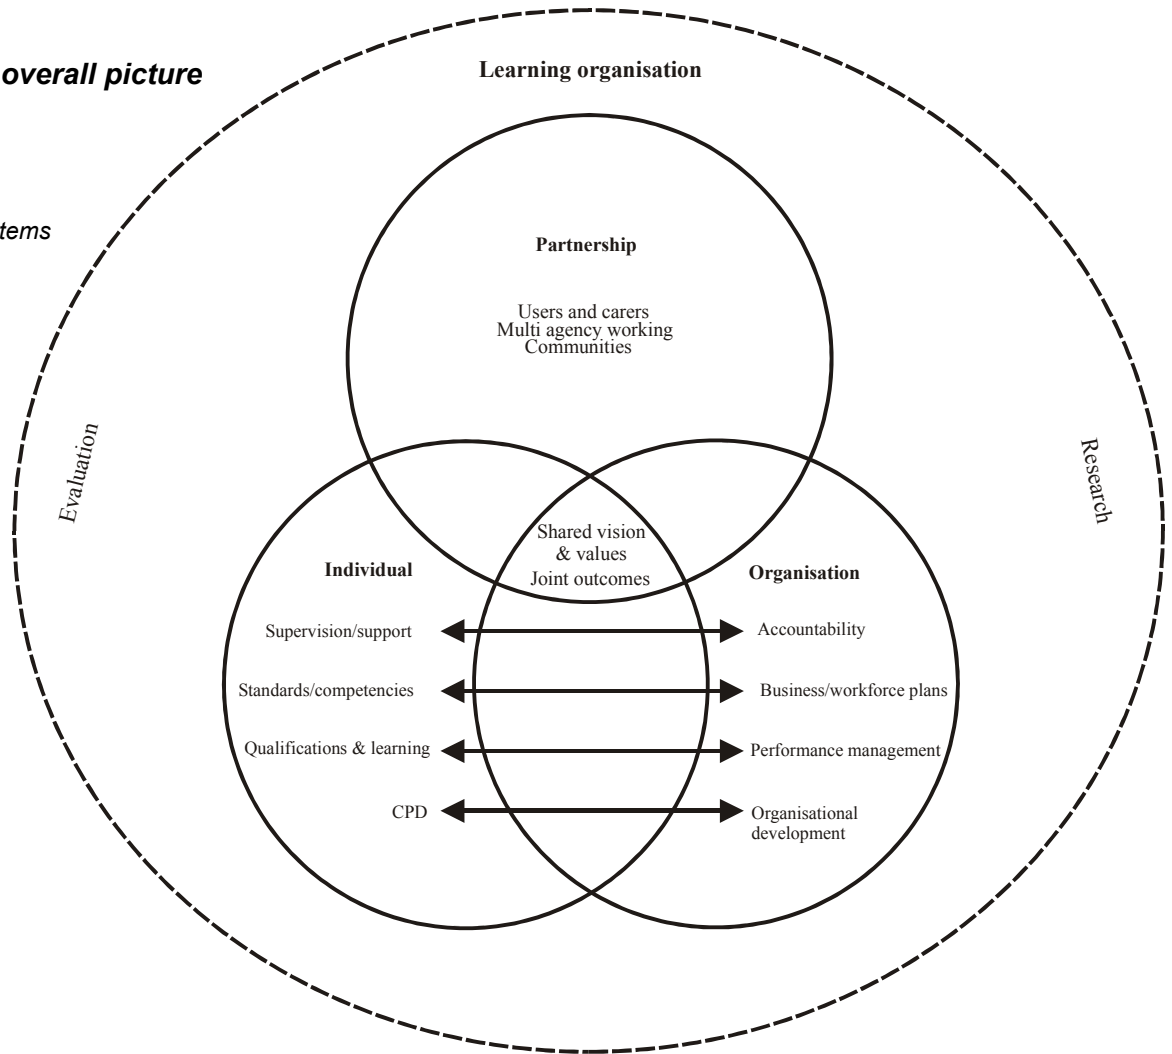 overall picture
Learning organisation
tems
Partnership
Users and carers
Multi agency working
Communities
Evaluation
Research
Shared vision
& values
Joint outcomes
Individual
Organisation
Supervision/support
Accountability
Standards/competencies
Business/workforce plans
Qualifications & learning
Performance management
CPD
Organisational
development